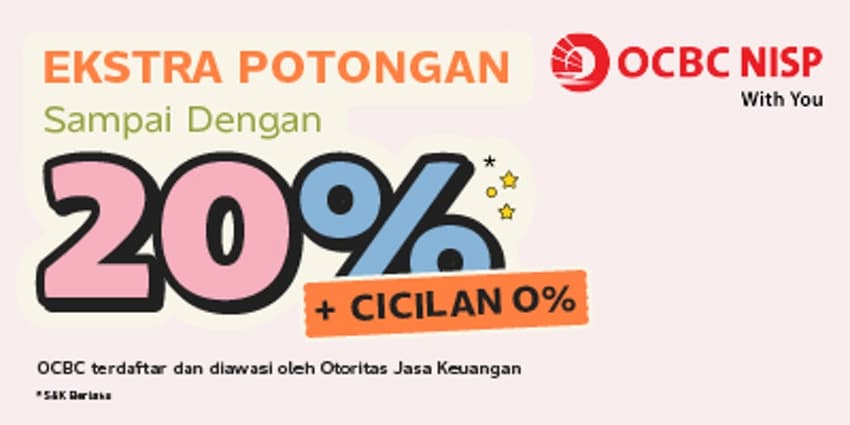 EKSTRA POTONGAN
OCBC NISP
With You
Sampai Dengan
20%*
+ CICILAN 0%
OCBC terdaftar dan diawasi oleh Otoritas Jasa Keuangan
*S&K Berlaku